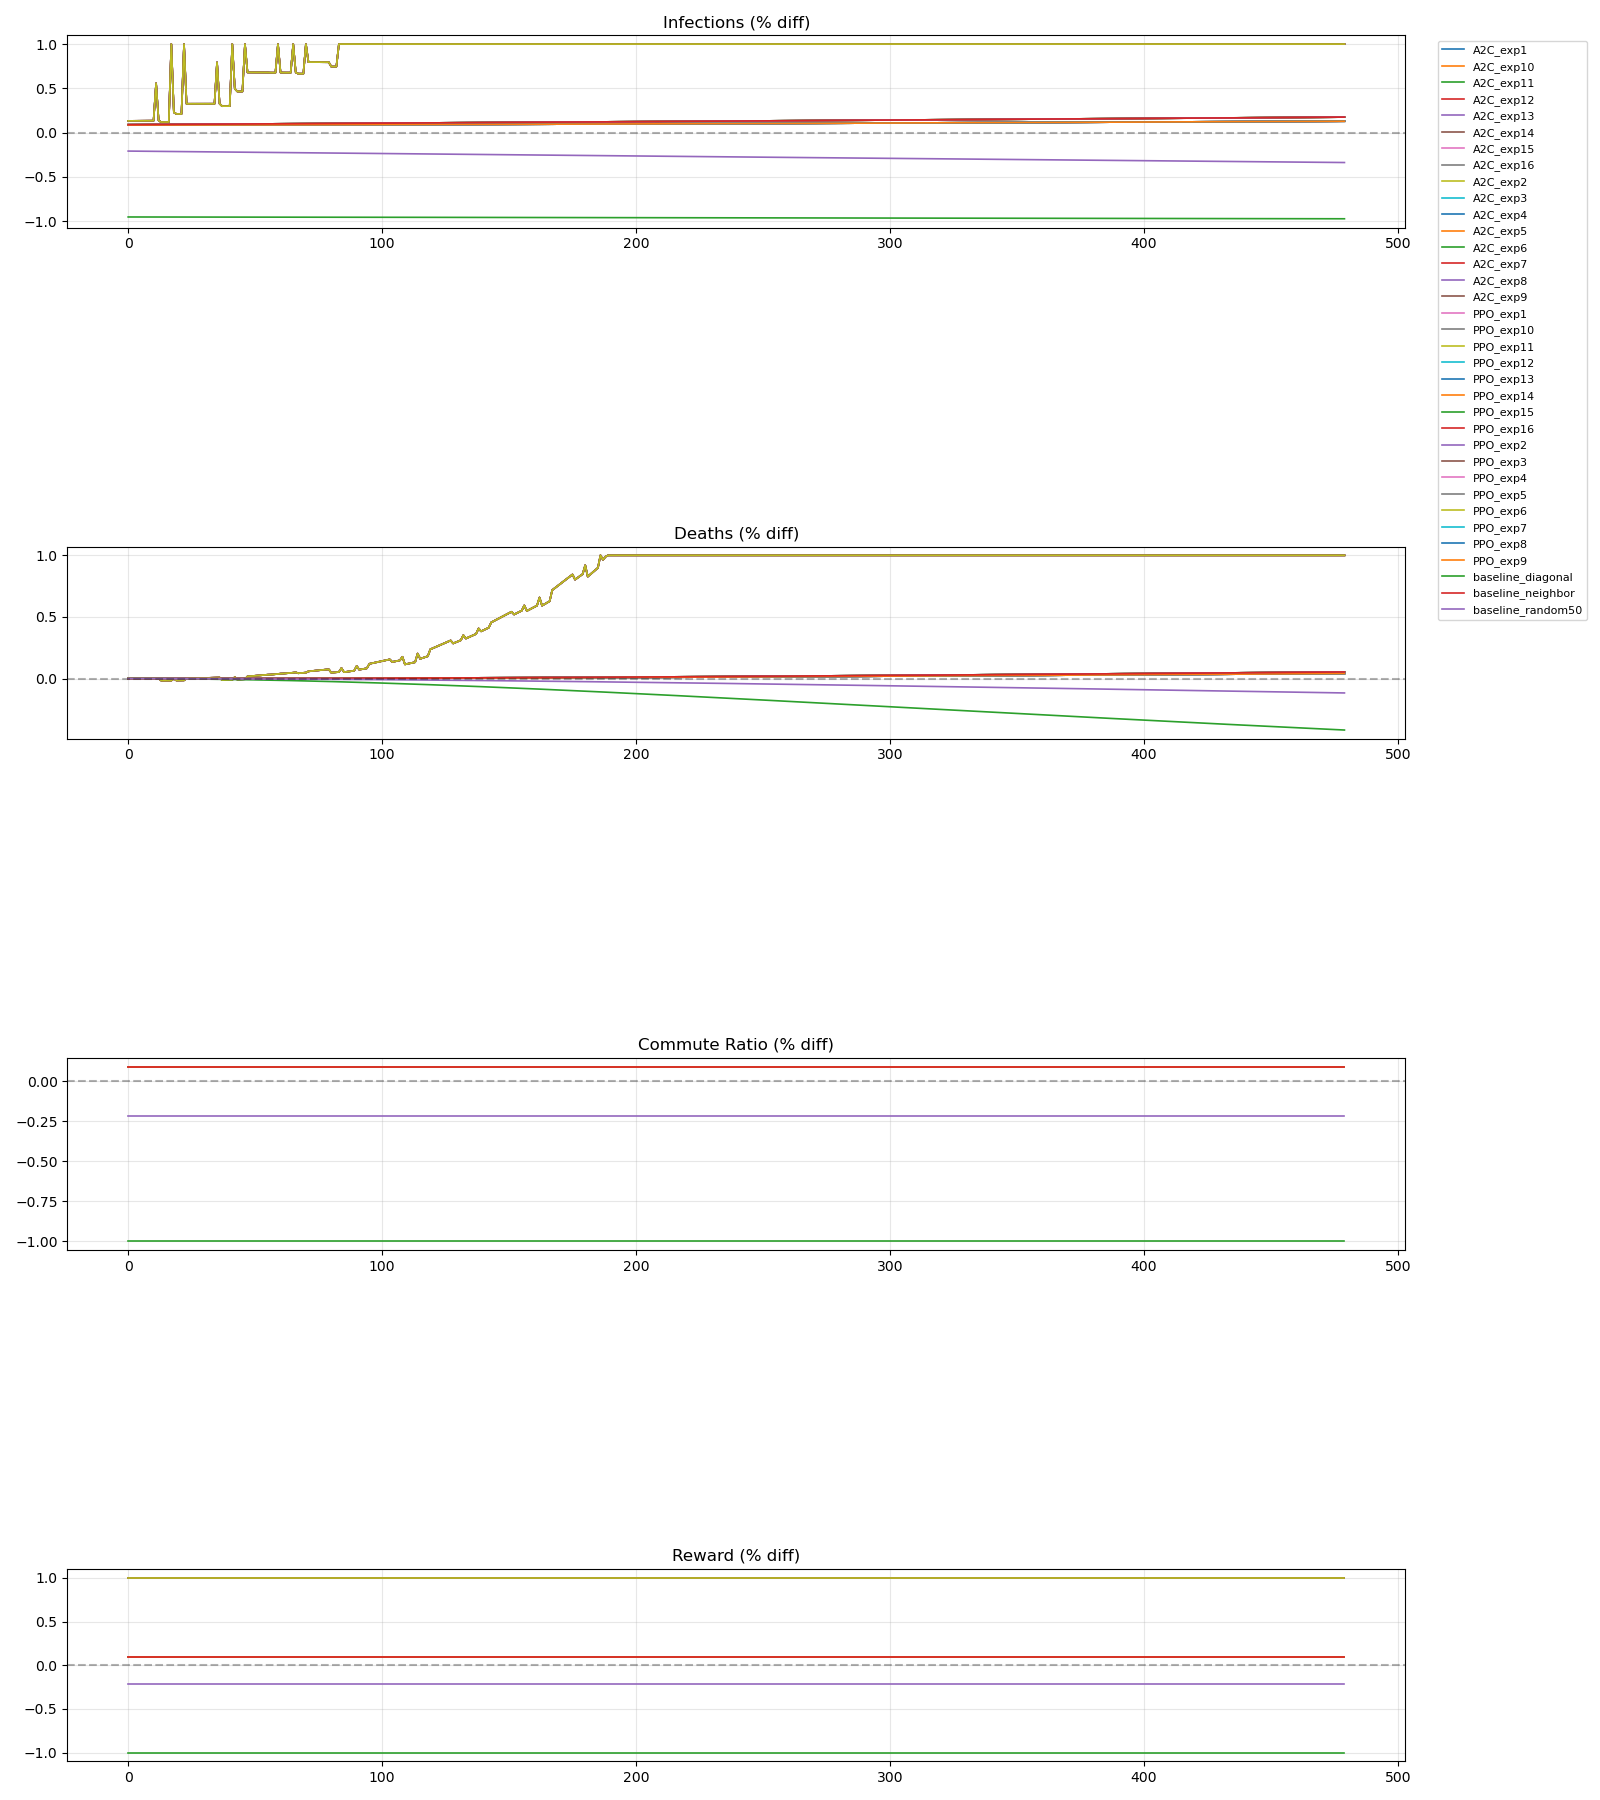 Infections (% diff)
1.0
0.5
0.0
−0.5
−1.0
0 100 200 300 400 500
A2C_exp1
A2C_exp10
A2C_exp11
A2C_exp12
A2C_exp13
A2C_exp14
A2C_exp15
A2C_exp16
A2C_exp2
A2C_exp3
A2C_exp4
A2C_exp5
A2C_exp6
A2C_exp7
A2C_exp8
A2C_exp9
PPO_exp1
PPO_exp10
PPO_exp11
PPO_exp12
PPO_exp13
PPO_exp14
PPO_exp15
PPO_exp16
PPO_exp2
PPO_exp3
PPO_exp4
PPO_exp5
PPO_exp6
PPO_exp7
PPO_exp8
PPO_exp9
baseline_diagonal
baseline_neighbor
baseline_random50
Deaths (% diff)
1.0
0.5
0.0
0 100 200 300 400 500
Commute Ratio (% diff)
0.00
−0.25
−0.50
−0.75
−1.00
0 100 200 300 400 500
Reward (% diff)
1.0
0.5
0.0
−0.5
−1.0
0 100 200 300 400 500